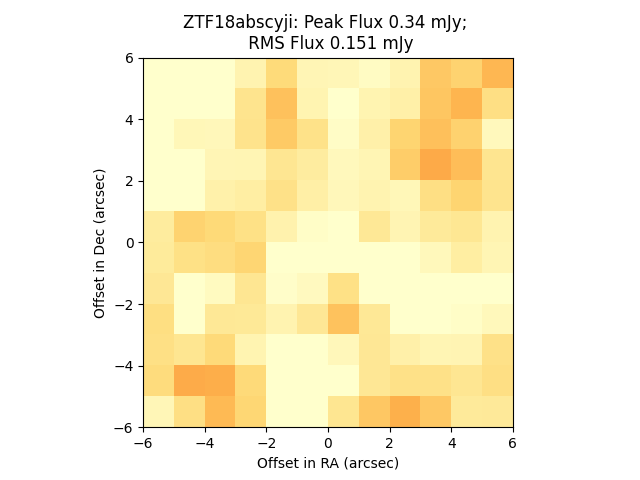 ZTF18abscyji: Peak Flux 0.34 mJy;
RMS Flux 0.151 mJy
6
4
2
0
−2
−4
−6
Offset in Dec (arcsec)
−6 −4 −2 0 2 4 6
Offset in RA (arcsec)